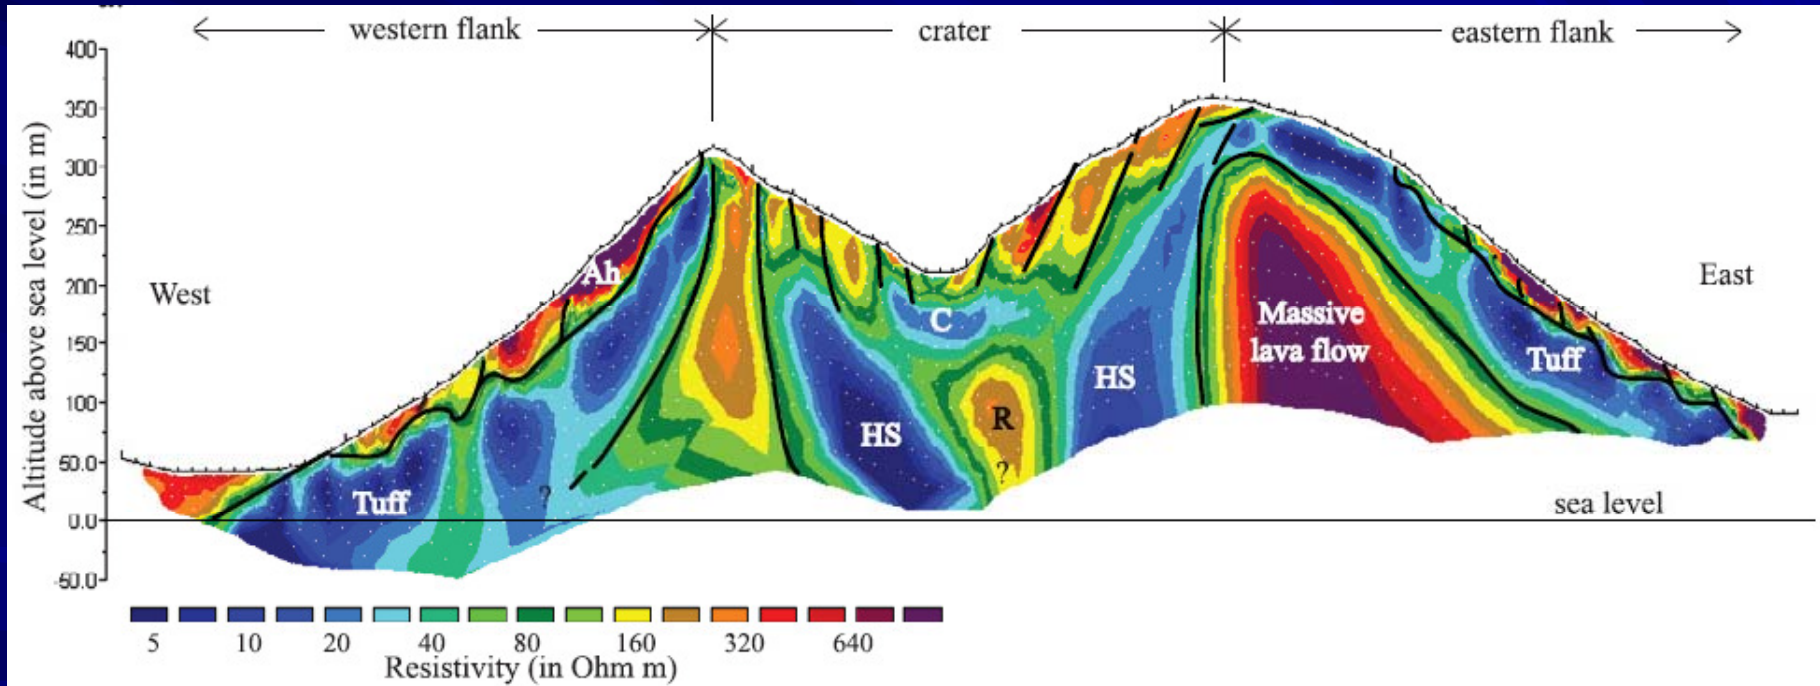 western flank
crater
eastern flank
400
350
300
250
200
150
100
50.0
0.0
-50.0
Altitude above sea level (in m)
West
East
Ah
Tuff
?
HS
C
R
?
HS
Massive
lava flow
Tuff
sea level
5 10 20 40 80 160 320 640
Resistivity (in Ohm m)